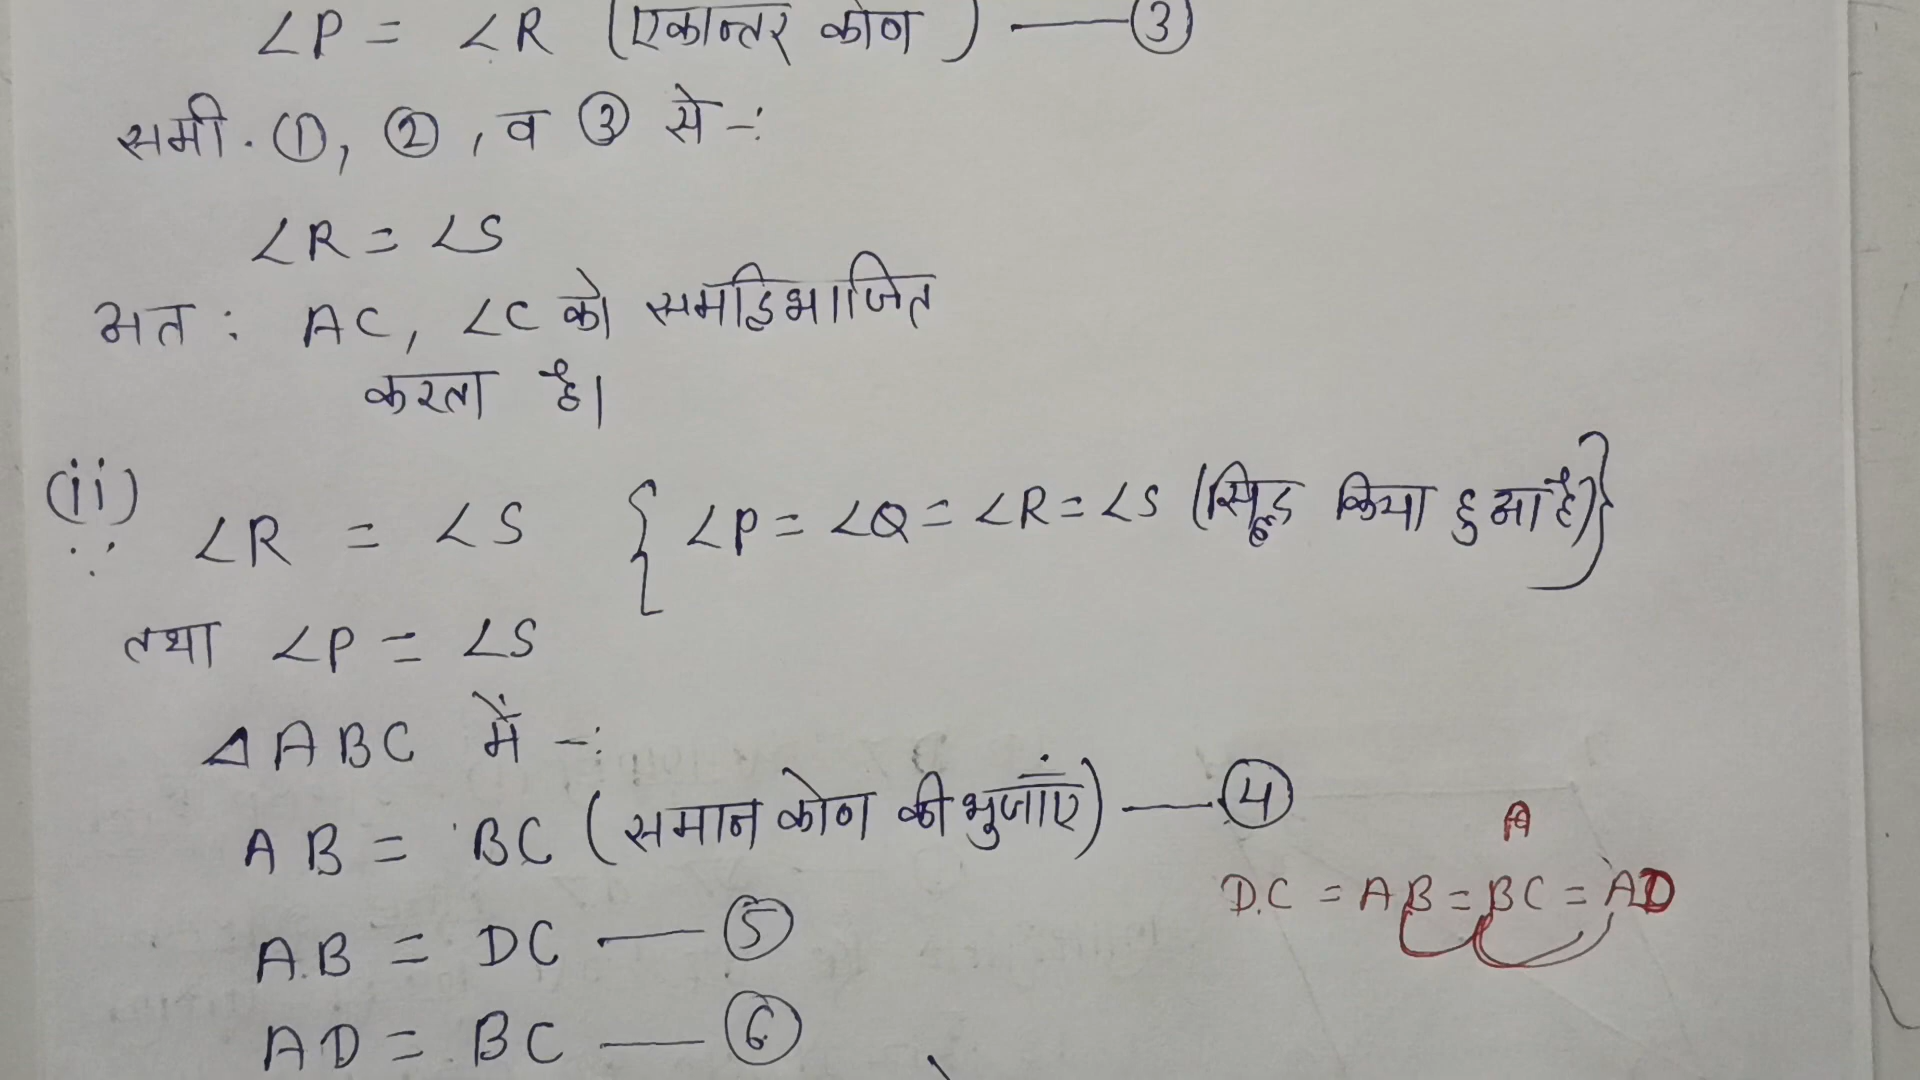 ∠P = ∠R (एकान्तर कोण) — ③
समी. ①, ②, व ③ से -:
∠R = ∠S
अत: AC, ∠C को समद्विभाजित
करता है।
(ii)
∵ ∠R = ∠S { ∠P = ∠Q = ∠R = ∠S (सिद्ध किया हुआ है) }
तथा ∠P = ∠S
△ABC में -:
AB = BC (समान कोण की भुजाएँ) — ④
A
D.C = AB = BC = AD
A.B = DC — ⑤
AD = BC — ⑥